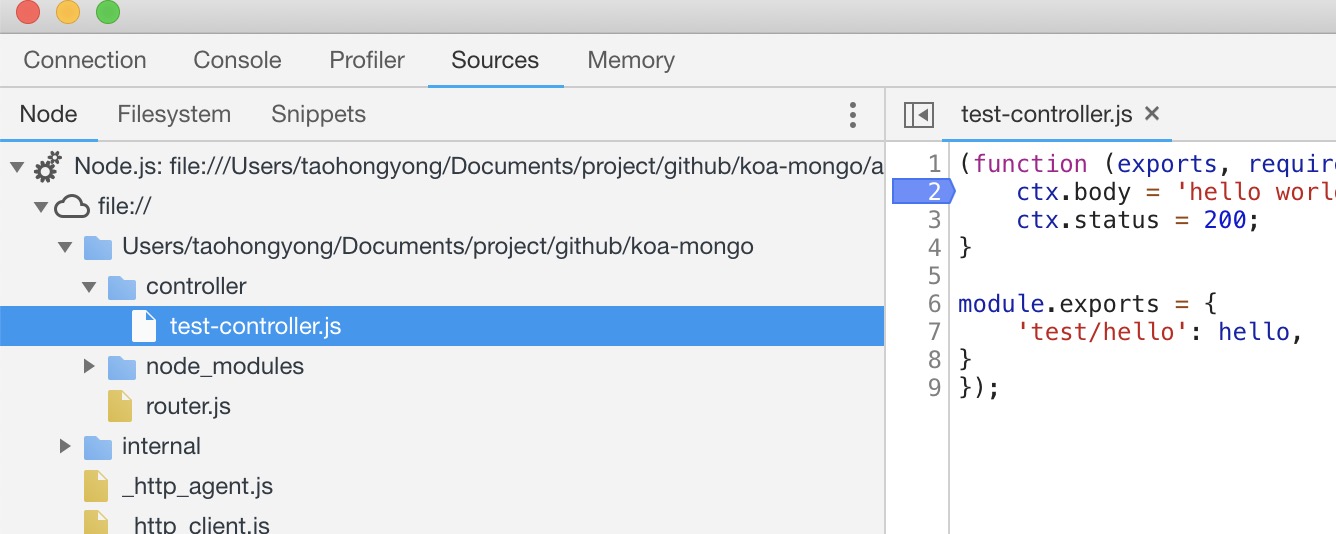 Connection Console Profiler Sources Memory
Node Filesystem Snippets
Node.js: file:///Users/taohongyong/Documents/project/github/koa-mongo/a
file://
Users/taohongyong/Documents/project/github/koa-mongo
controller
test-controller.js
node_modules
router.js
internal
_http_agent.js
_http_client.js
test-controller.js ×
1 (function (exports, require
2 ctx.body = 'hello worl
3 ctx.status = 200;
4 }
5
6 module.exports = {
7 'test/hello': hello,
8 }
9 });